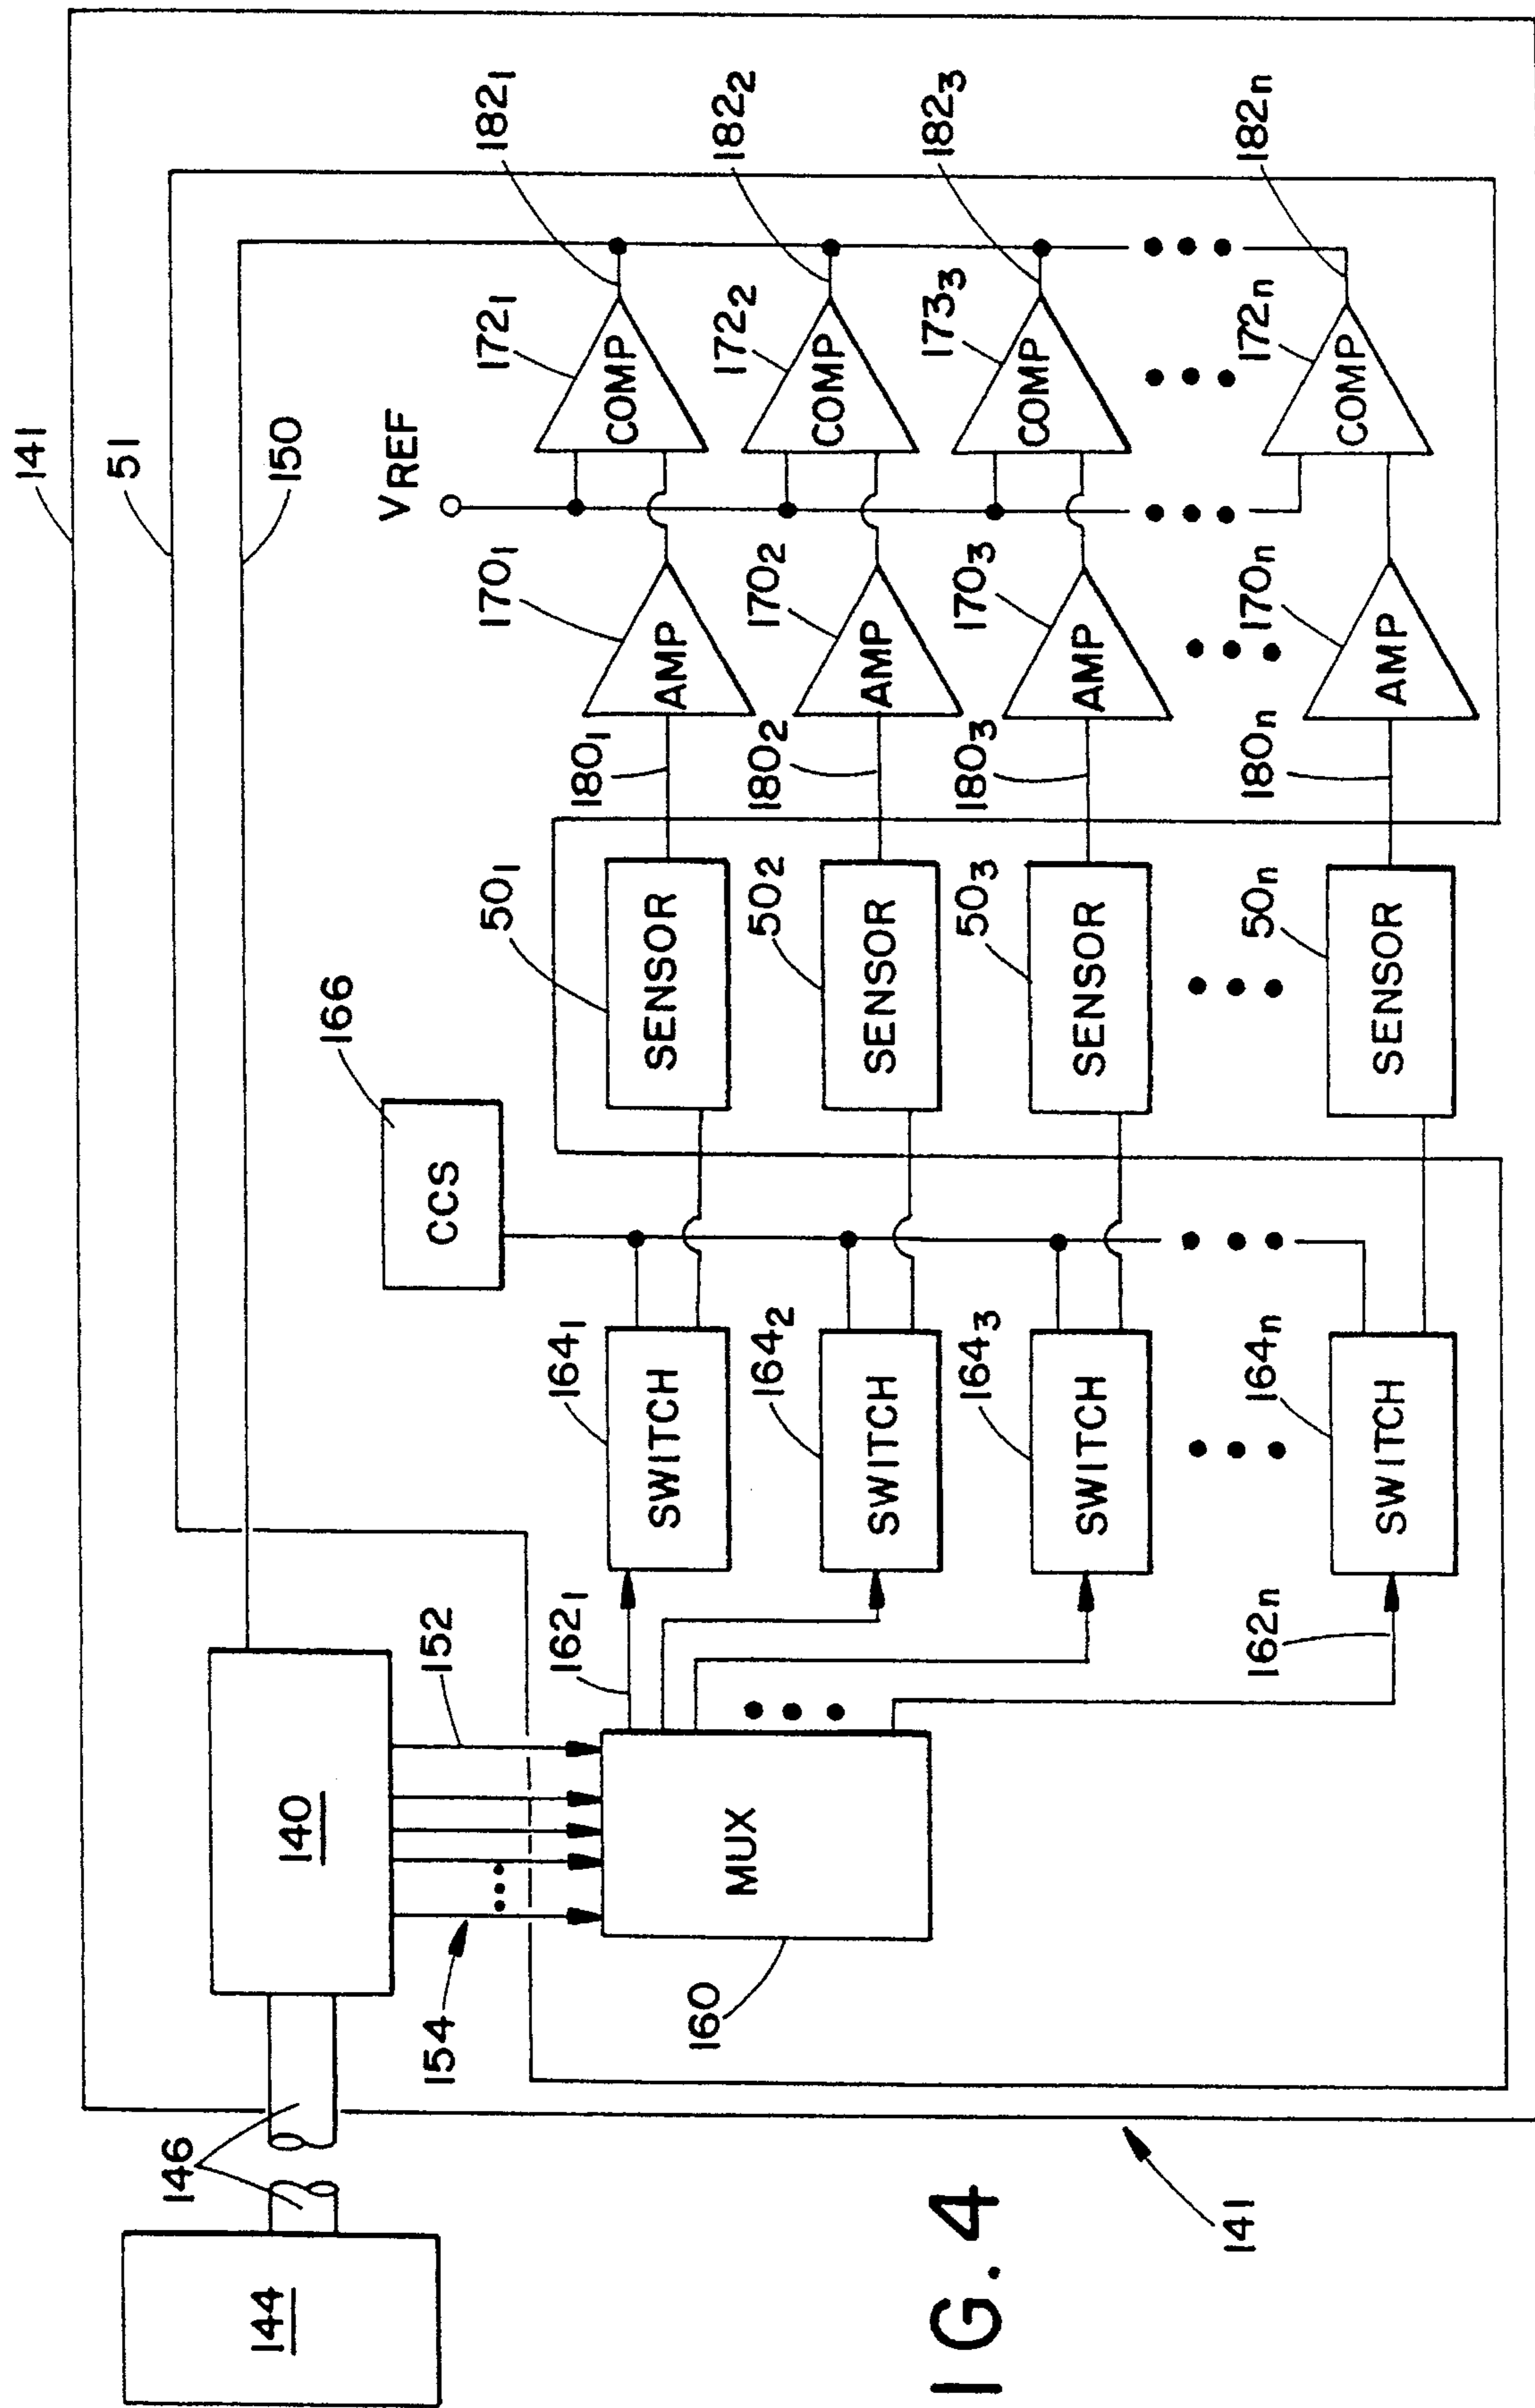 141
51
150
VREF
172₁
182₁
172₂
182₂
173₃
182₃
172n
182n
COMP
COMP
COMP
COMP
170₁
170₂
170₃
170n
AMP
AMP
AMP
AMP
180₁
180₂
180₃
180n
166
CCS
50₁
50₂
50₃
50n
SENSOR
SENSOR
SENSOR
SENSOR
164₁
164₂
164₃
164n
SWITCH
SWITCH
SWITCH
SWITCH
162₁
162n
152
140
154
MUX
160
146
144
141
IG. 4